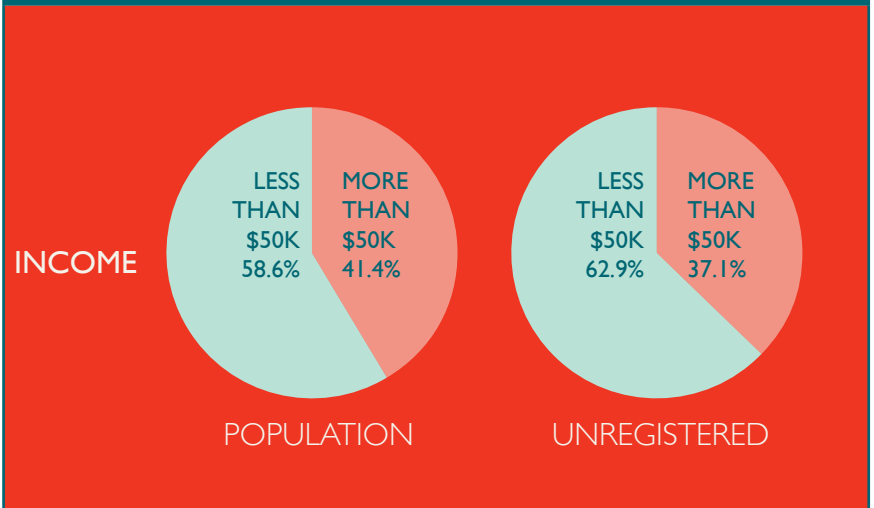 INCOME
LESS
THAN
$50K
58.6%
MORE
THAN
$50K
41.4%
POPULATION
LESS
THAN
$50K
62.9%
MORE
THAN
$50K
37.1%
UNREGISTERED